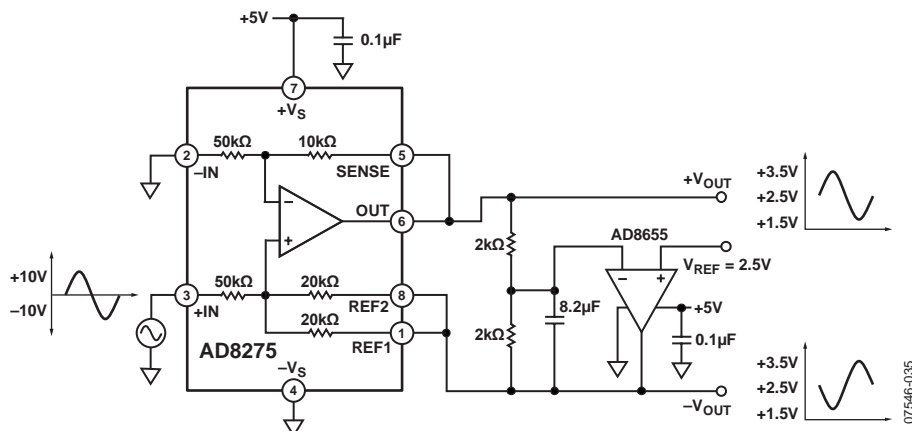 +5V
0.1µF
7
+VS
50kΩ
10kΩ
2
–IN
5
SENSE
OUT
6
–
+
+10V
–10V
3
+IN
50kΩ
20kΩ
8
REF2
20kΩ
1
REF1
AD8275
–VS
4
2kΩ
2kΩ
8.2µF
+VOUT
AD8655
VREF = 2.5V
–
+
+5V
0.1µF
–VOUT
+3.5V
+2.5V
+1.5V
+3.5V
+2.5V
+1.5V
07546-035